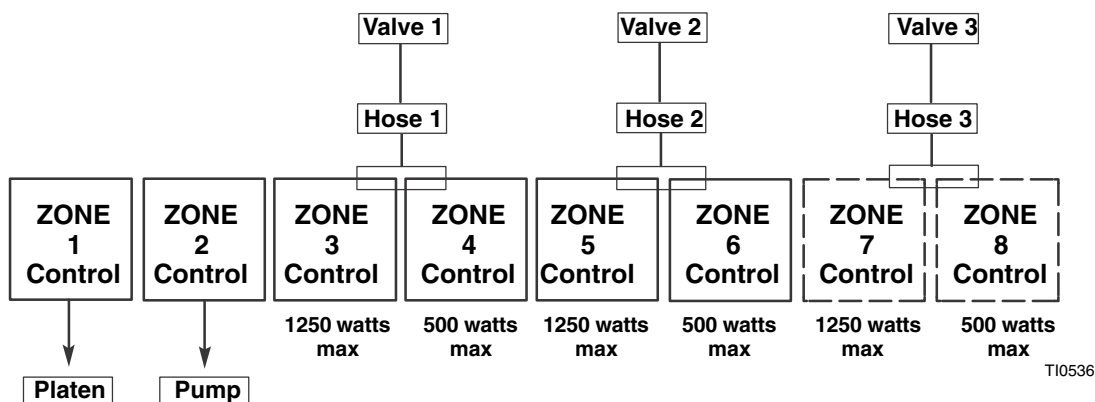 Valve 1
Valve 2
Valve 3
Hose 1
Hose 2
Hose 3
ZONE
1
Control
ZONE
2
Control
ZONE
3
Control
ZONE
4
Control
ZONE
5
Control
ZONE
6
Control
ZONE
7
Control
ZONE
8
Control
1250 watts
max
500 watts
max
1250 watts
max
500 watts
max
1250 watts
max
500 watts
max
TI0536
Platen
Pump